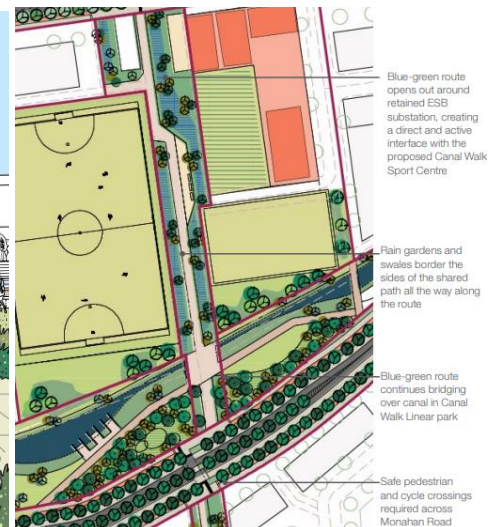 Blue-green route
opens out around
retained ESB
substation, creating
a direct and active
interface with the
proposed Canal Walk
Sport Centre
Rain gardens and
swales border the
sides of the shared
path all the way along
the route
Blue-green route
continues bridging
over canal in Canal
Walk Linear park
Safe pedestrian
and cycle crossings
required across
Monahan Road